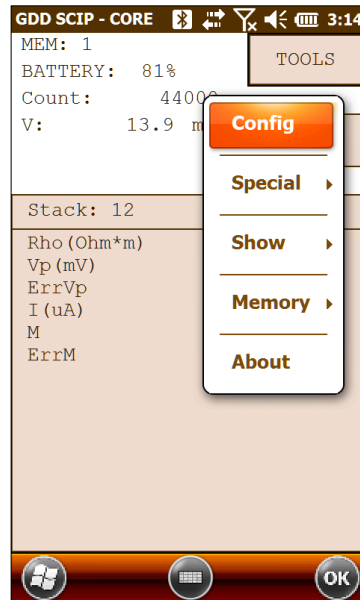 GDD SCIP - CORE 3:14
MEM: 1
BATTERY: 81%
TOOLS
Count: 44000
V: 13.9 m
Config
Special
Show
Memory
About
Stack: 12
Rho(Ohm*m)
Vp(mV)
ErrVp
I(uA)
M
ErrM
OK